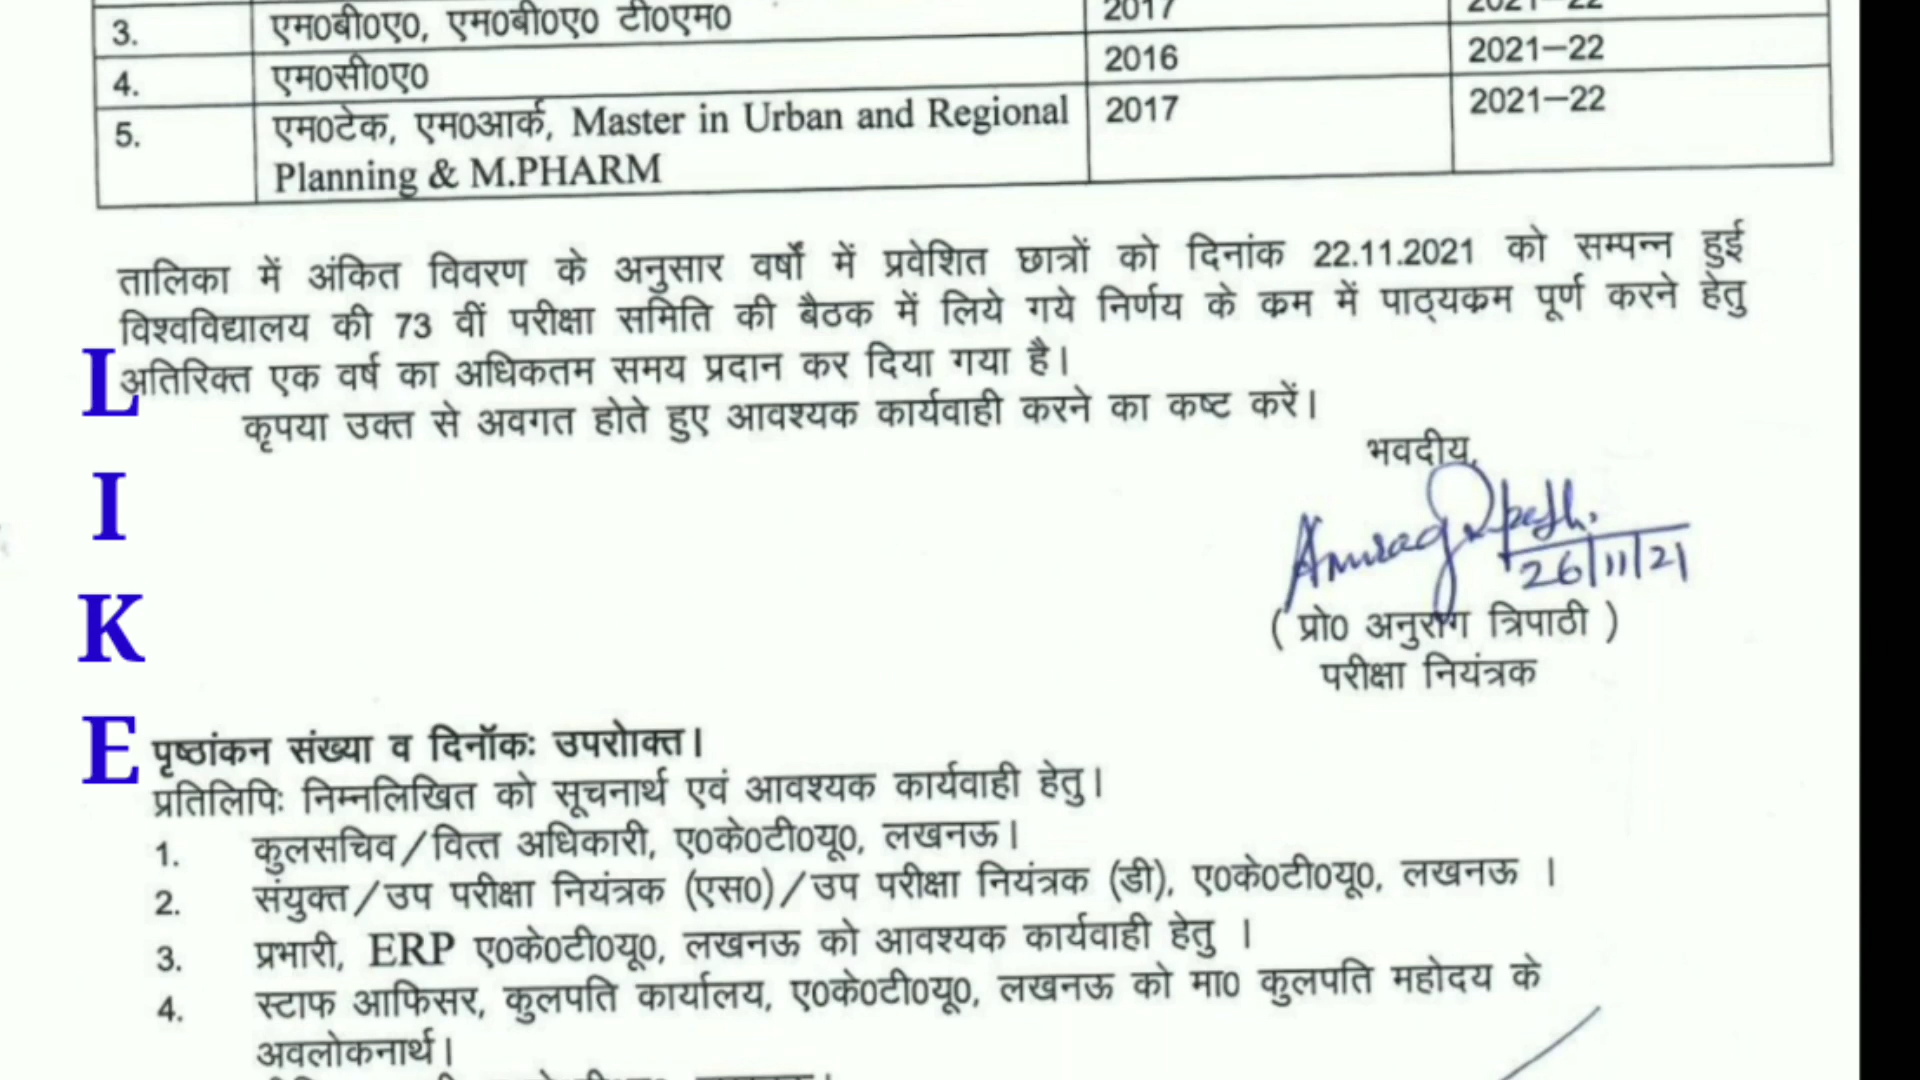 3. एम0बी0ए0, एम0बी0ए0 टी0एम0 2017 2021-22
4. एम0सी0ए0 2016 2021—22
5. एम0टेक, एम0आर्क, Master in Urban and Regional 2017 2021—22
Planning & M.PHARM
तालिका में अंकित विवरण के अनुसार वर्षों में प्रवेशित छात्रों को दिनांक 22.11.2021 को सम्पन्न हुई
विश्वविद्यालय की 73 वीं परीक्षा समिति की बैठक में लिये गये निर्णय के क्रम में पाठ्यक्रम पूर्ण करने हेतु
अतिरिक्त एक वर्ष का अधिकतम समय प्रदान कर दिया गया है।
कृपया उक्त से अवगत होते हुए आवश्यक कार्यवाही करने का कष्ट करें।
भवदीय,
26/11/21
( प्रो0 अनुराग त्रिपाठी )
परीक्षा नियंत्रक
L
I
K
E
पृष्ठांकन संख्या व दिनॉकः उपरोक्त।
प्रतिलिपिः निम्नलिखित को सूचनार्थ एवं आवश्यक कार्यवाही हेतु।
1. कुलसचिव/वित्त अधिकारी, ए0के0टी0यू0, लखनऊ।
2. संयुक्त/उप परीक्षा नियंत्रक (एस0)/उप परीक्षा नियंत्रक (डी), ए0के0टी0यू0, लखनऊ ।
3. प्रभारी, ERP ए0के0टी0यू0, लखनऊ को आवश्यक कार्यवाही हेतु ।
4. स्टाफ आफिसर, कुलपति कार्यालय, ए0के0टी0यू0, लखनऊ को मा0 कुलपति महोदय के
अवलोकनार्थ।